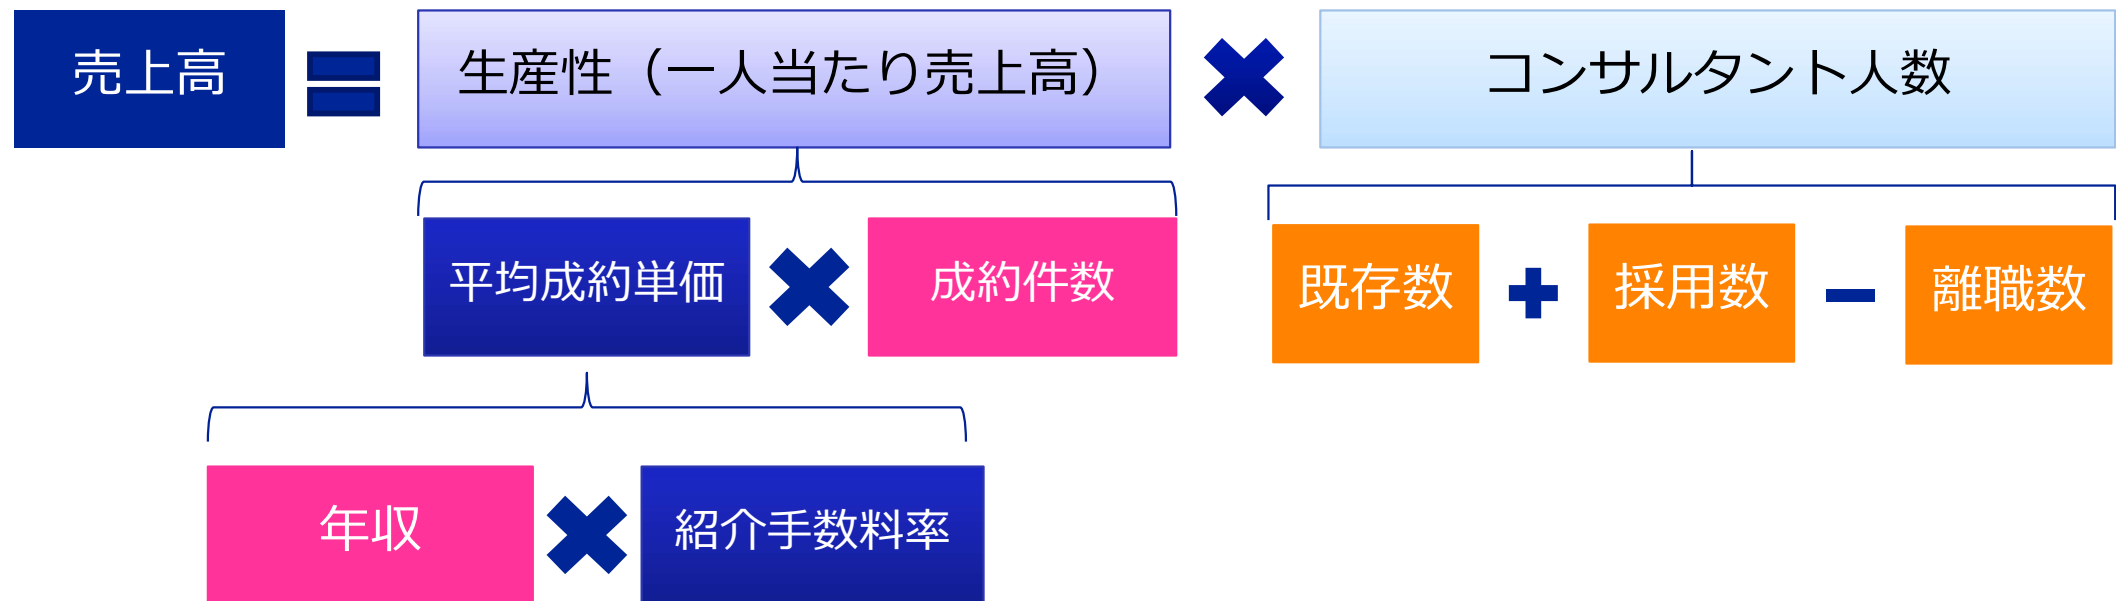 売上高
生産性（一人当たり売上高）
コンサルタント人数
平均成約単価
成約件数
既存数
採用数
離職数
年収
紹介手数料率